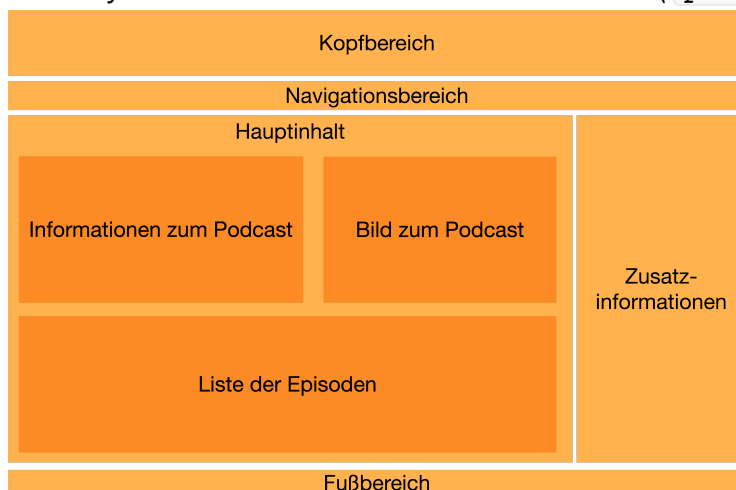 Kopfbereich
Navigationsbereich
Hauptinhalt
Informationen zum Podcast
Bild zum Podcast
Zusatz-
informationen
Liste der Episoden
Fußbereich